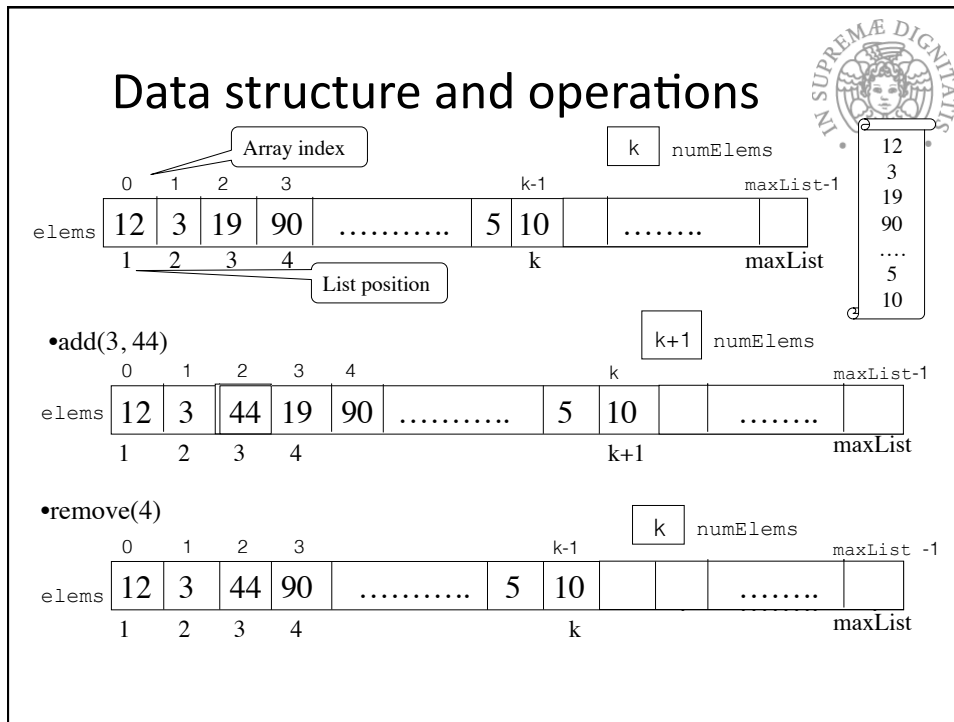 IN SUPREMÆ DIGNITATIS
Data structure and operations
Array index
k numElems
0 1 2 3 k-1 maxList-1
elems 12 3 19 90 ……….. 5 10 ……..
1 2 3 4 k maxList
List position
12
3
19
90
….
5
10
•add(3, 44)
k+1 numElems
0 1 2 3 4 k maxList-1
elems 12 3 44 19 90 ……….. 5 10 ……..
1 2 3 4 k+1 maxList
•remove(4)
k numElems
0 1 2 3 k-1 maxList -1
elems 12 3 44 90 ……….. 5 10 ……..
1 2 3 4 k maxList